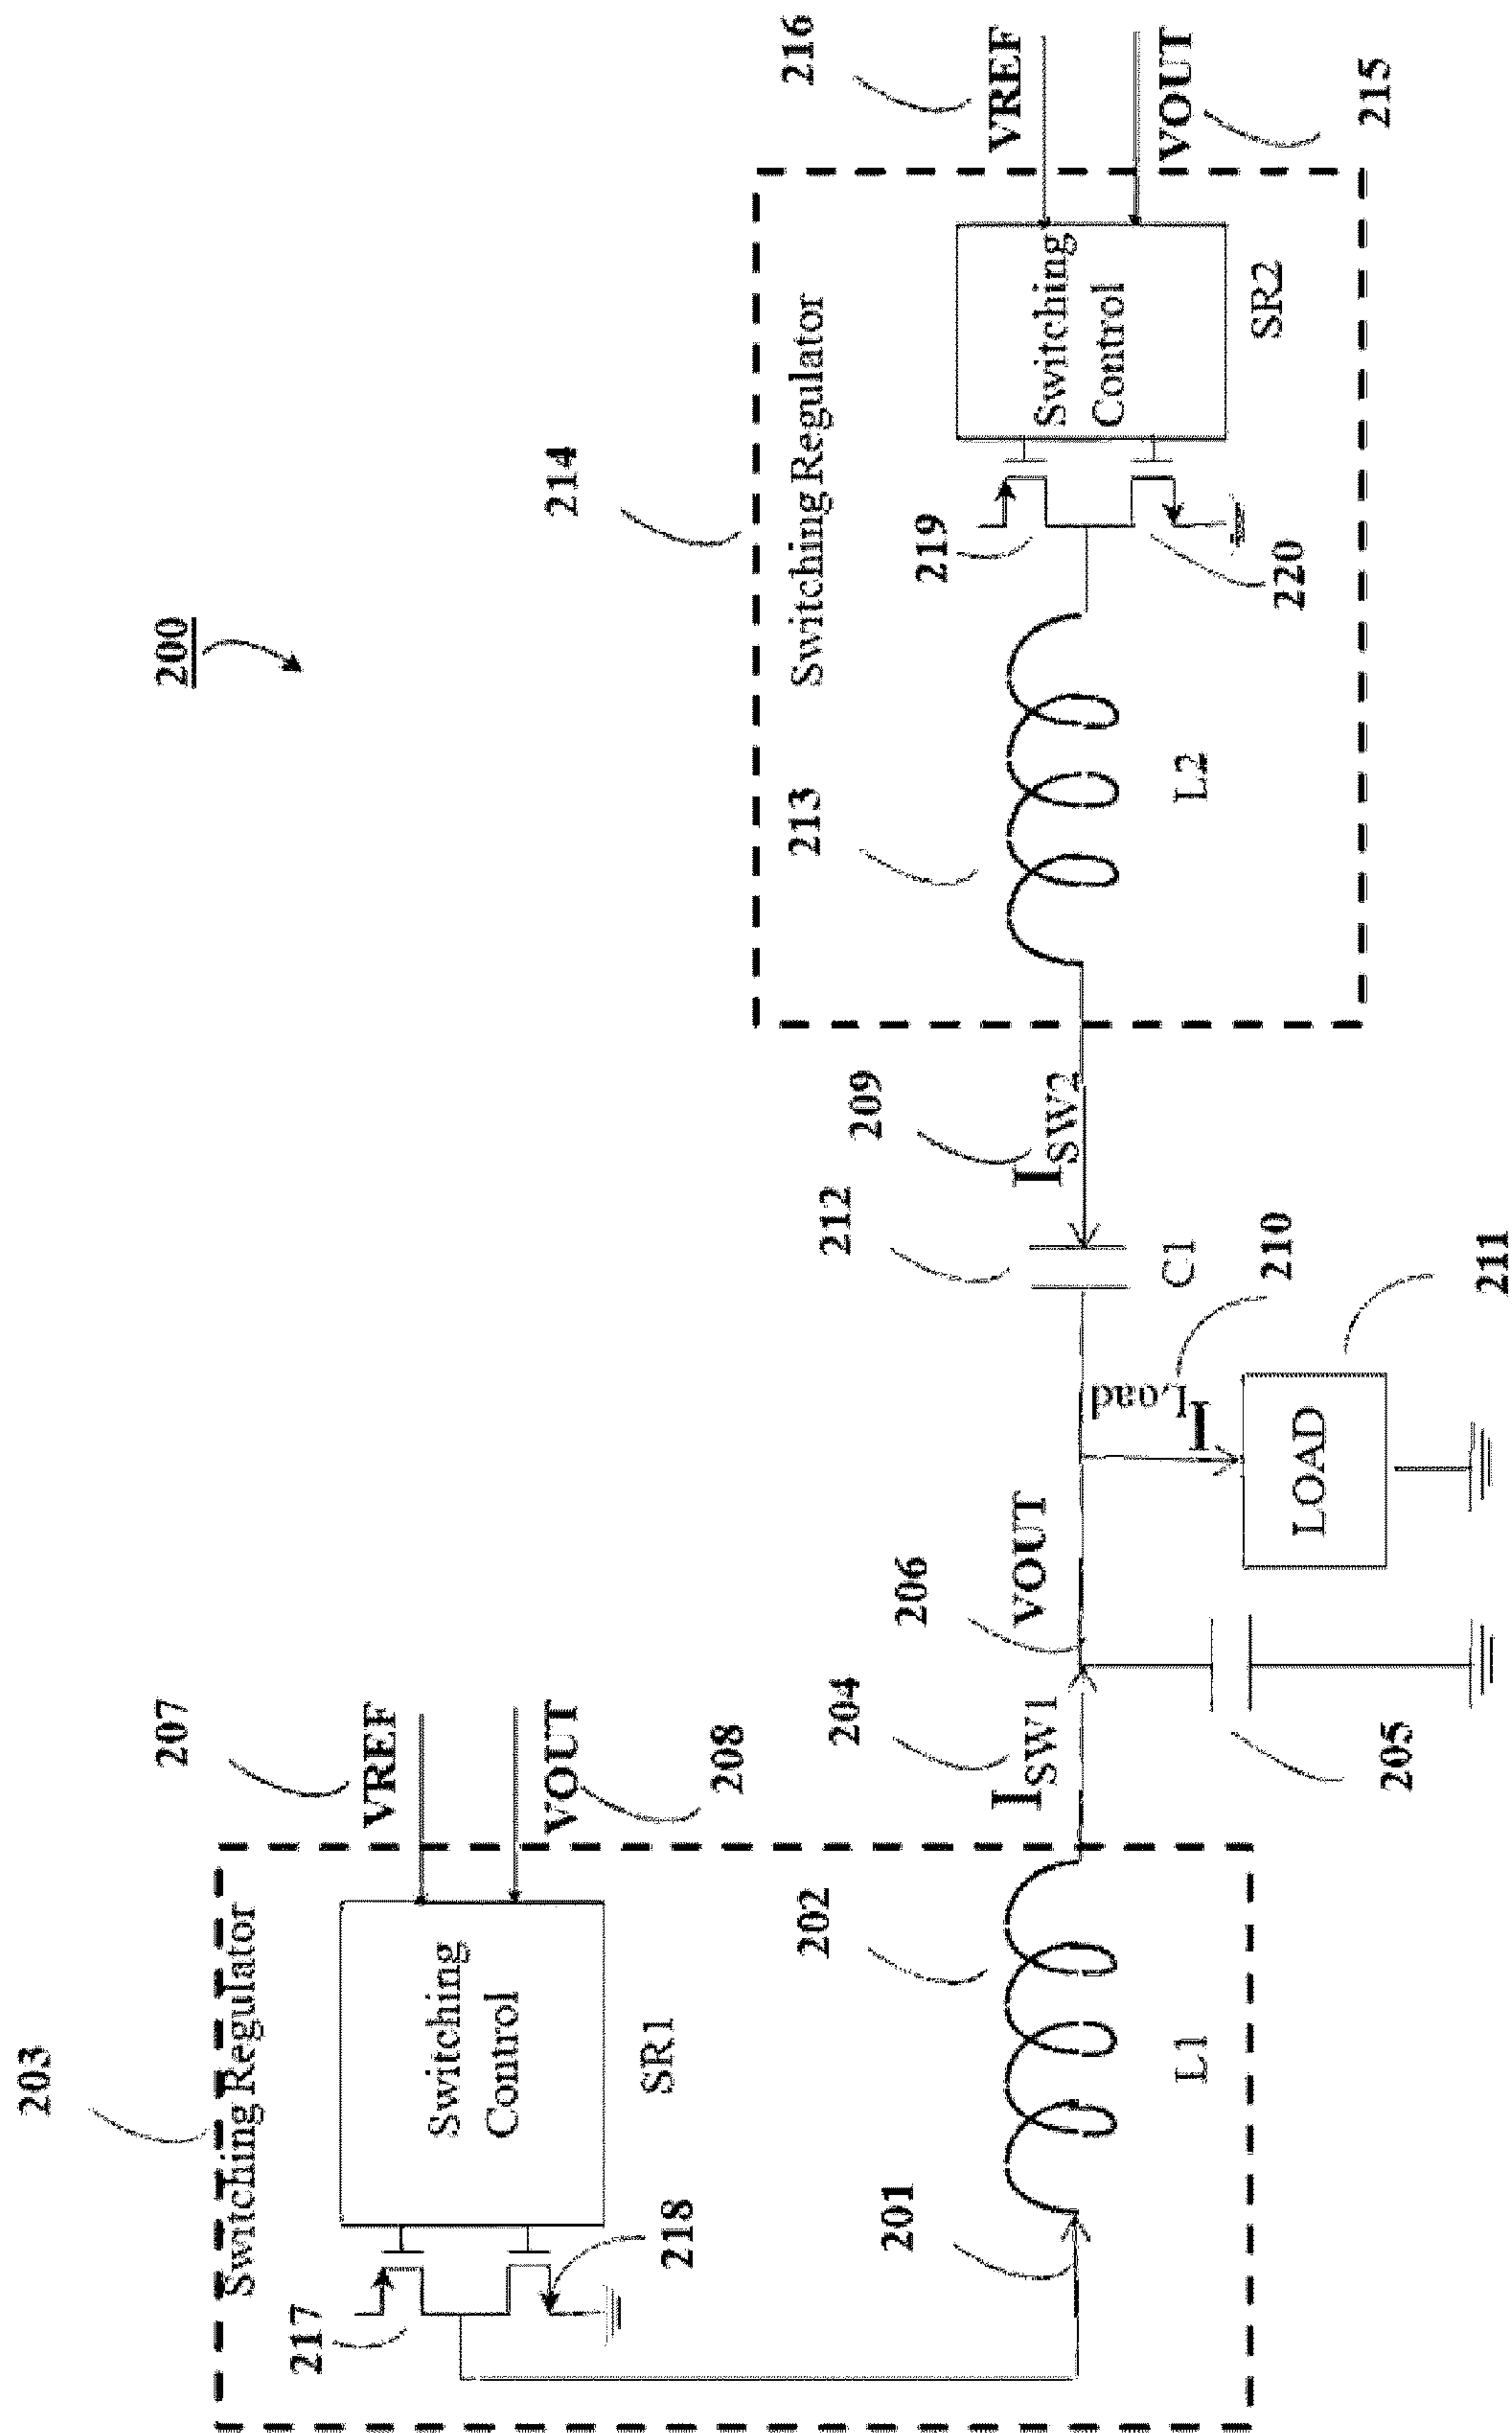 200
203
Switching Regulator
207
VREF
VOUT
208
Switching
Control
SR1
217
218
201
202
L1
204
ISW1
206
VOUT
205
ILoad
210
LOAD
211
212
C1
209
ISW2
214
Switching Regulator
213
L2
219
220
Switching
Control
SR2
216
VREF
VOUT
215